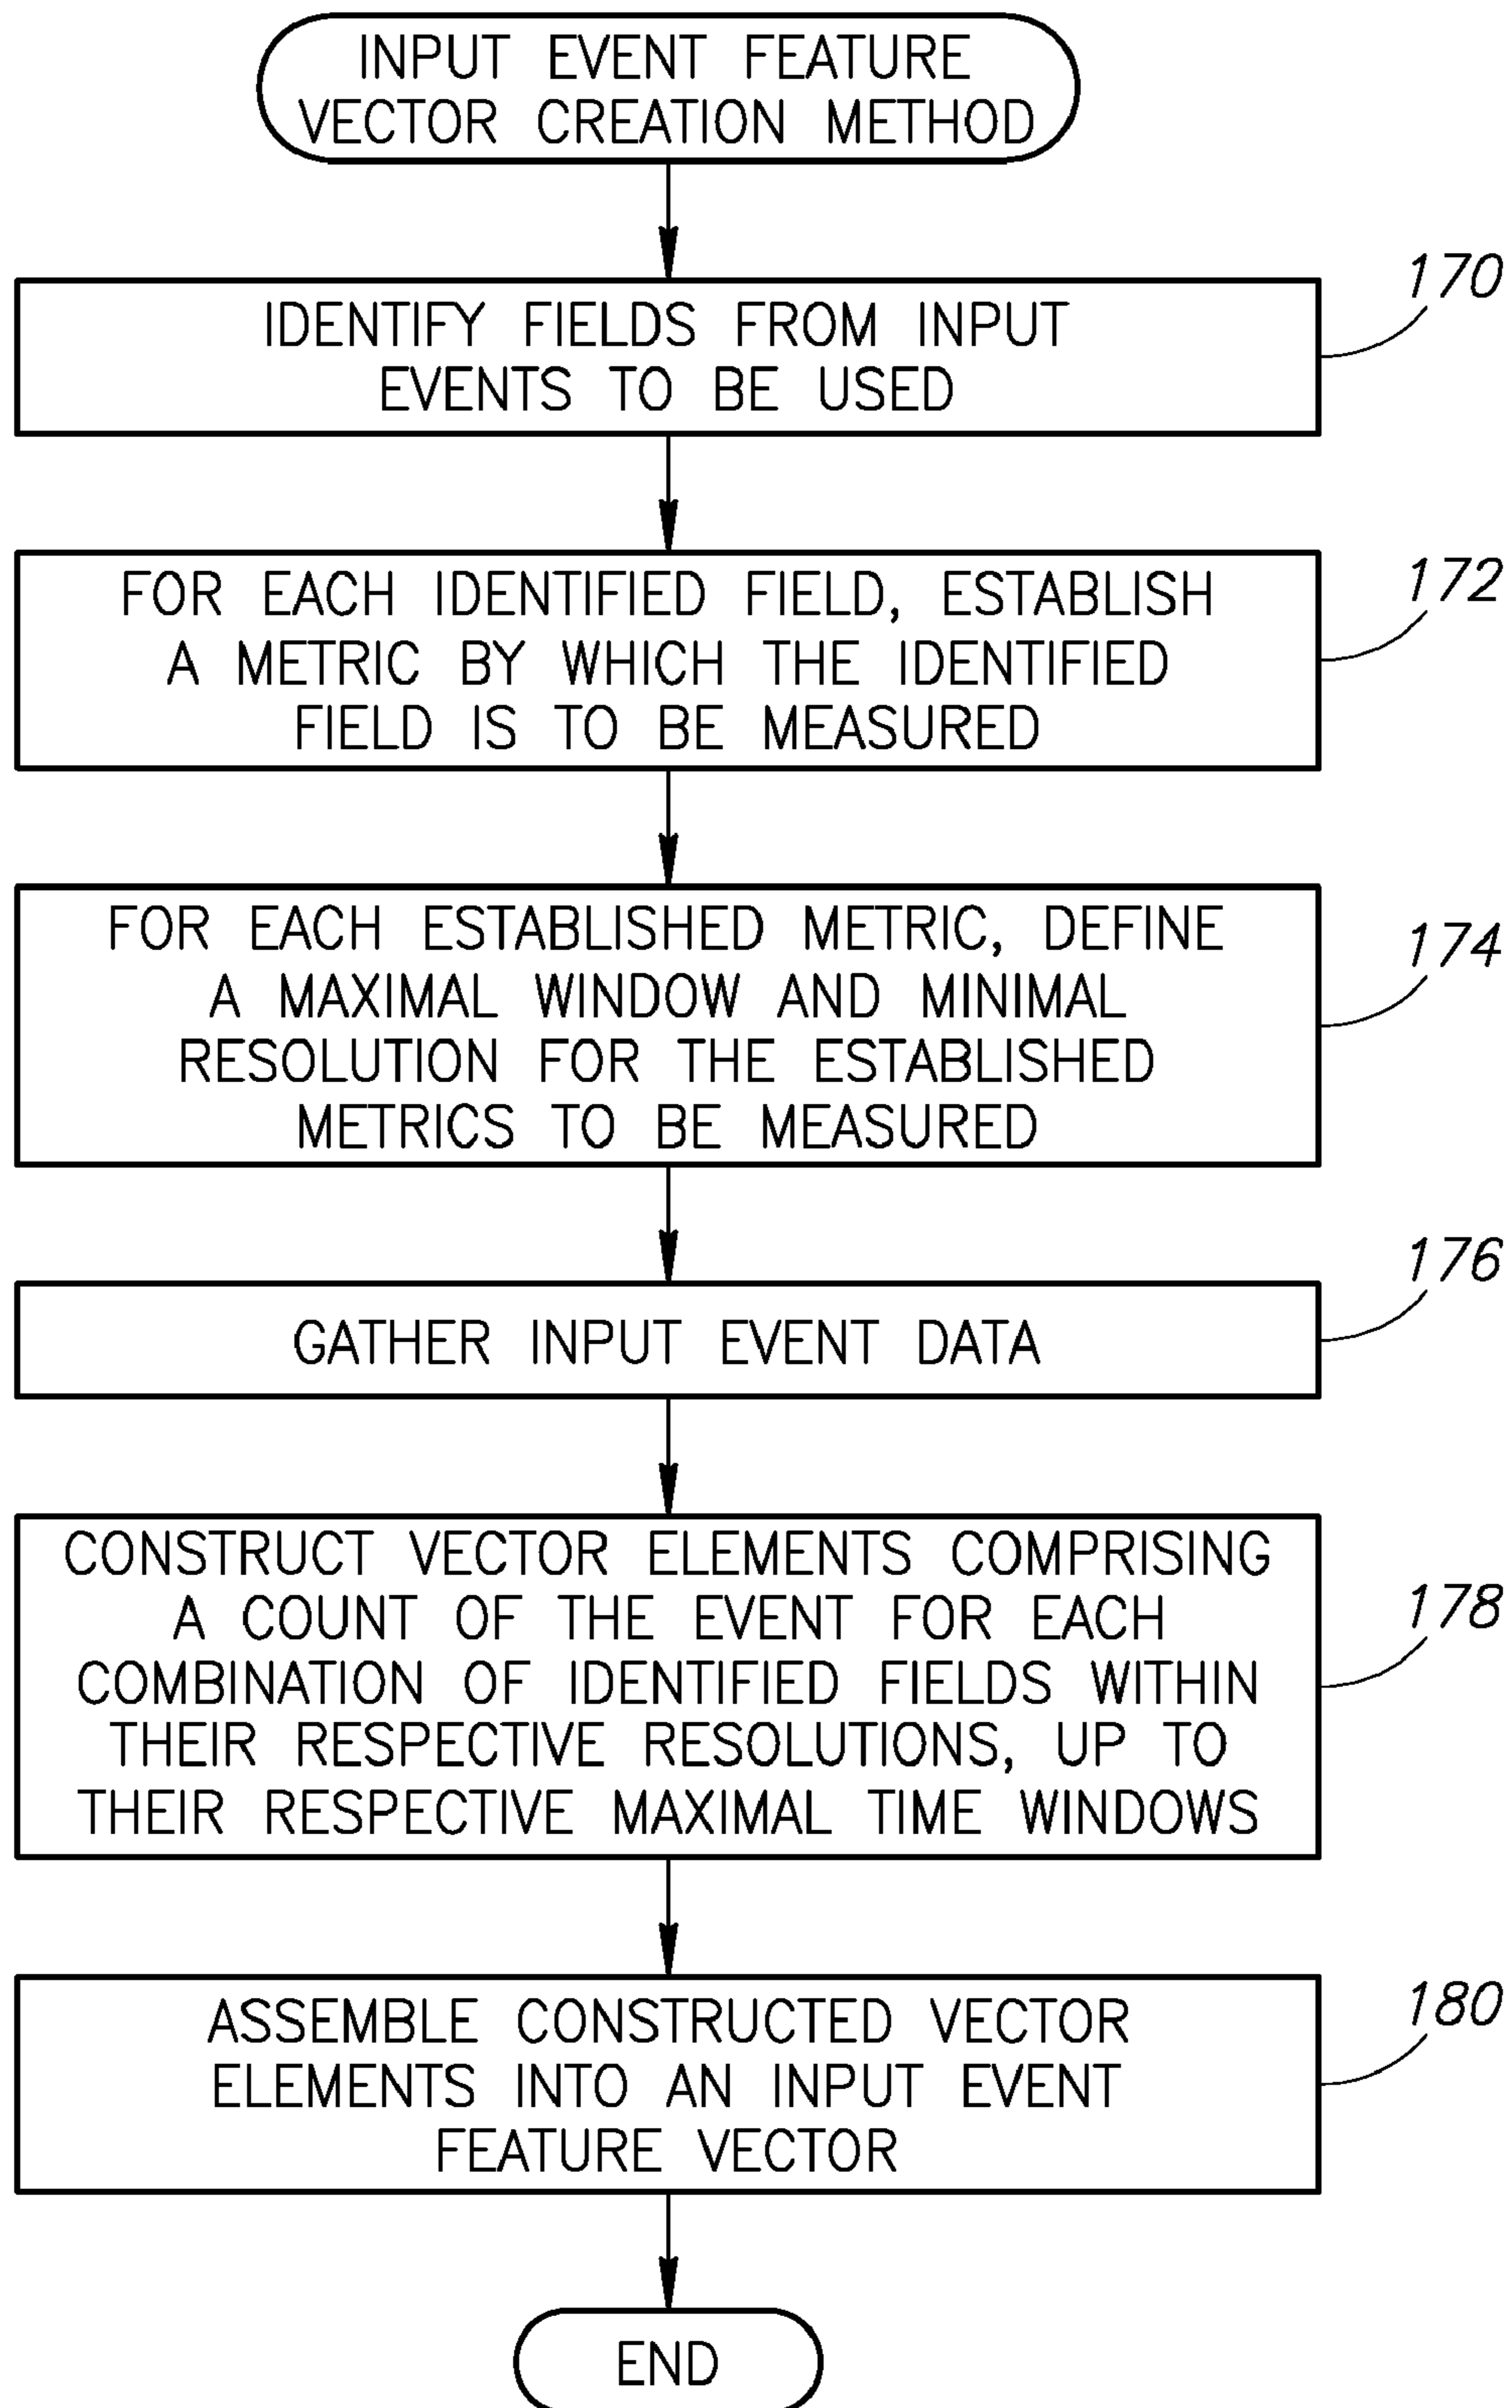 INPUT EVENT FEATURE
VECTOR CREATION METHOD
170
IDENTIFY FIELDS FROM INPUT
EVENTS TO BE USED
172
FOR EACH IDENTIFIED FIELD, ESTABLISH
A METRIC BY WHICH THE IDENTIFIED
FIELD IS TO BE MEASURED
174
FOR EACH ESTABLISHED METRIC, DEFINE
A MAXIMAL WINDOW AND MINIMAL
RESOLUTION FOR THE ESTABLISHED
METRICS TO BE MEASURED
176
GATHER INPUT EVENT DATA
178
CONSTRUCT VECTOR ELEMENTS COMPRISING
A COUNT OF THE EVENT FOR EACH
COMBINATION OF IDENTIFIED FIELDS WITHIN
THEIR RESPECTIVE RESOLUTIONS, UP TO
THEIR RESPECTIVE MAXIMAL TIME WINDOWS
180
ASSEMBLE CONSTRUCTED VECTOR
ELEMENTS INTO AN INPUT EVENT
FEATURE VECTOR
END